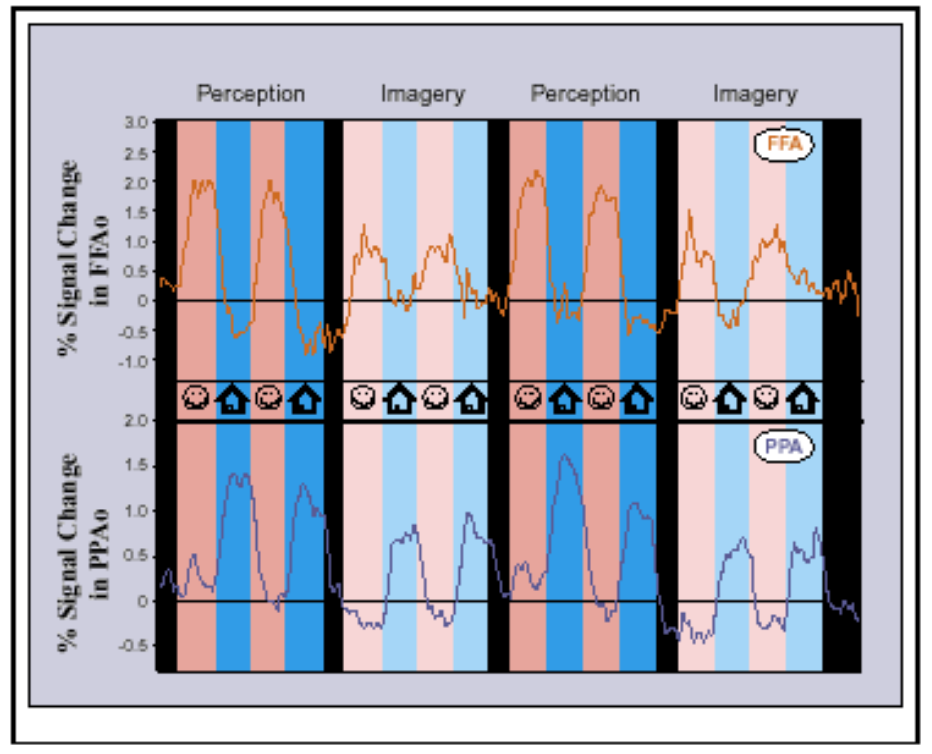 Perception Imagery Perception Imagery
FFA
% Signal Change
in FFAo
3.0
2.5
2.0
1.5
1.0
0.5
0
-0.5
-1.0
PPA
% Signal Change
in PPAo
2.0
1.5
1.0
0.5
0
-0.5